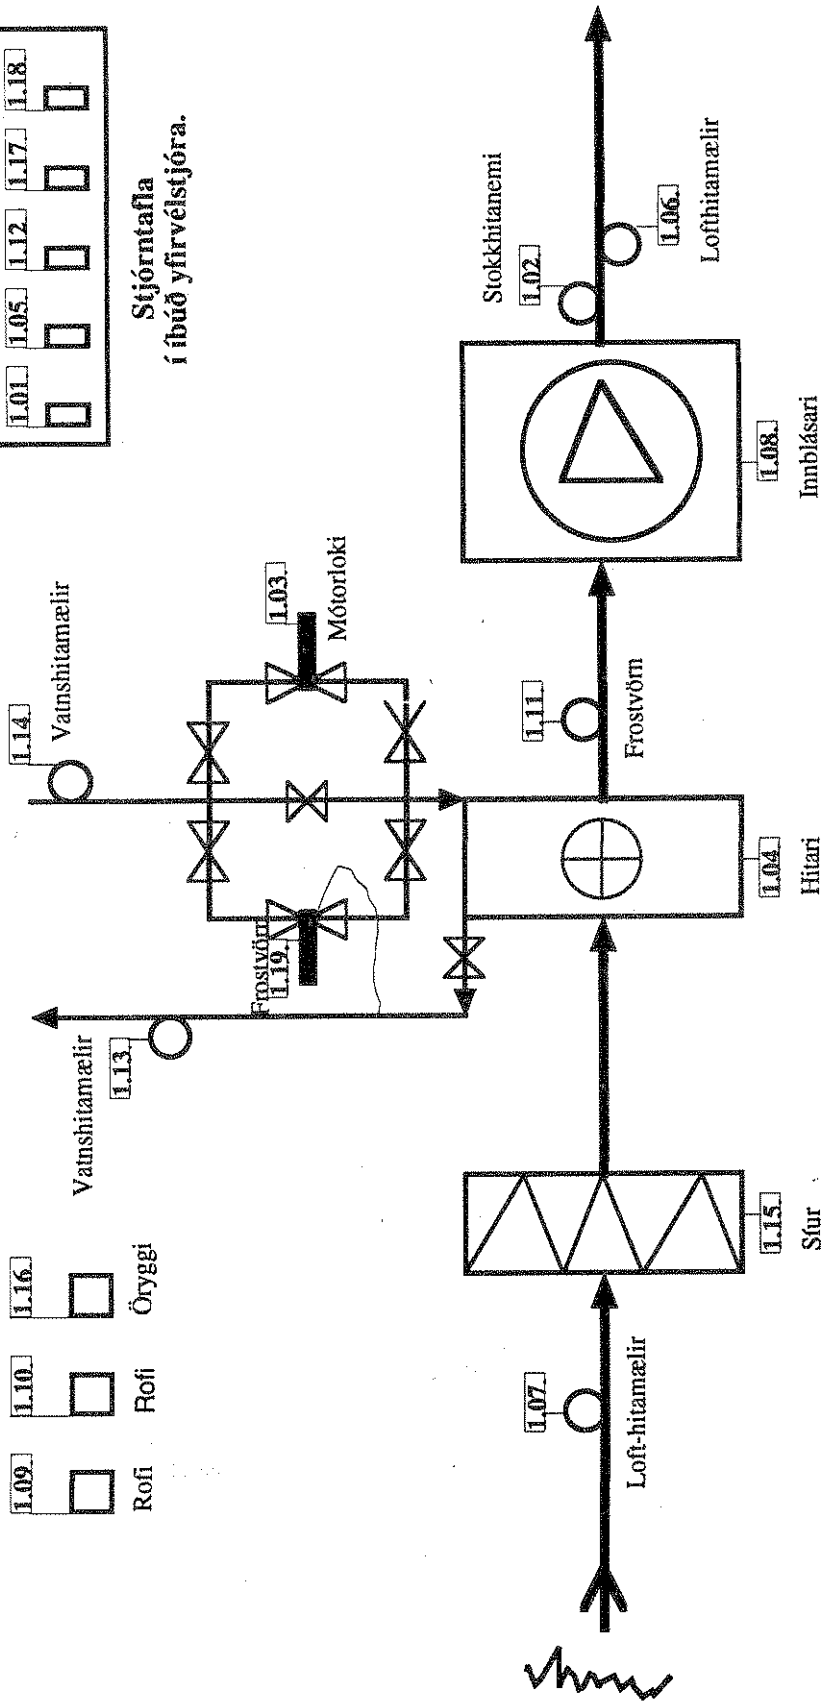 1.09.
Rofi
1.10.
Rofi
1.16.
Öryggi
1.01.
1.05.
1.12.
1.17.
1.18.
Stjórntafla
í íbúð yfirvélstjóra.
Vatnshitamælir
1.13.
1.14.
Vatnshitamælir
Frostvörn
1.19.
1.03.
Mótorloki
1.07.
Loft-hitamælir
1.15.
Síur
1.04.
Hitari
1.11.
Frostvörn
1.08.
Innblásari
Stokkhitanemi
1.02.
1.06.
Lofthitamælir